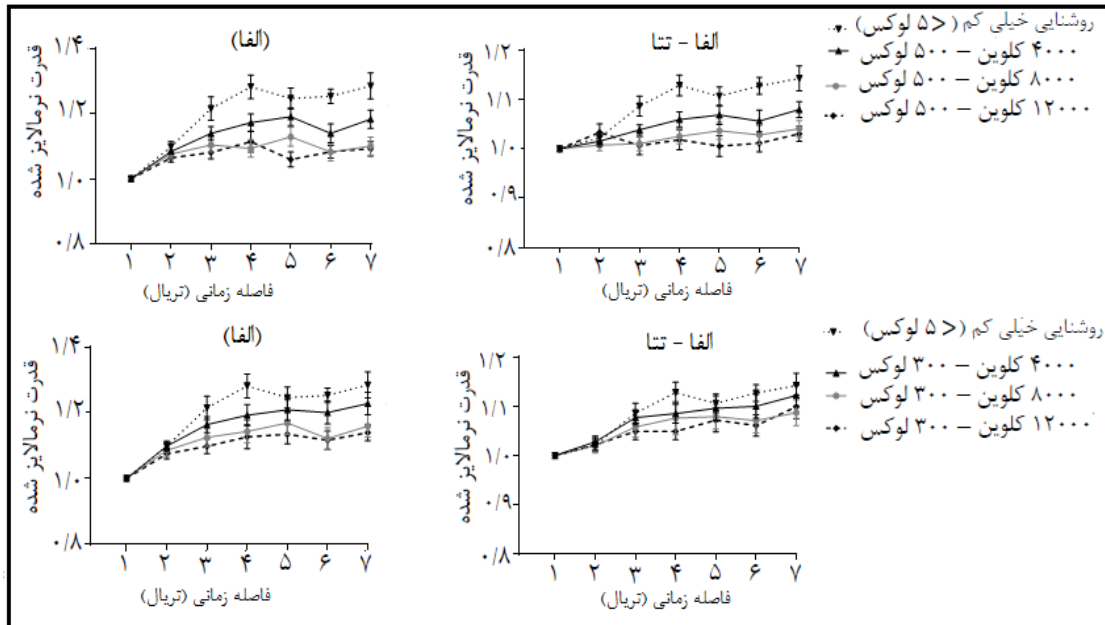 (آلفا)
آلفا - تتا
روشنایی خیلی کم (< ۵ لوکس)
۴۰۰۰ کلوین – ۵۰۰ لوکس
۸۰۰۰ کلوین – ۵۰۰ لوکس
۱۲۰۰۰ کلوین – ۵۰۰ لوکس
قدرت نرمالایز شده
۱/۴
۱/۲
۱/۰
۰/۸
۱ ۲ ۳ ۴ ۵ ۶ ۷
فاصله زمانی (تریال)
قدرت نرمالایز شده
۱/۲
۱/۱
۱/۰
۰/۹
۰/۸
۱ ۲ ۳ ۴ ۵ ۶ ۷
فاصله زمانی (تریال)
(آلفا)
آلفا - تتا
روشنایی خیلی کم (< ۵ لوکس)
۴۰۰۰ کلوین – ۳۰۰ لوکس
۸۰۰۰ کلوین – ۳۰۰ لوکس
۱۲۰۰۰ کلوین – ۳۰۰ لوکس
قدرت نرمالایز شده
۱/۴
۱/۲
۱/۰
۰/۸
۱ ۲ ۳ ۴ ۵ ۶ ۷
فاصله زمانی (تریال)
قدرت نرمالایز شده
۱/۲
۱/۱
۱/۰
۰/۹
۰/۸
۱ ۲ ۳ ۴ ۵ ۶ ۷
فاصله زمانی (تریال)